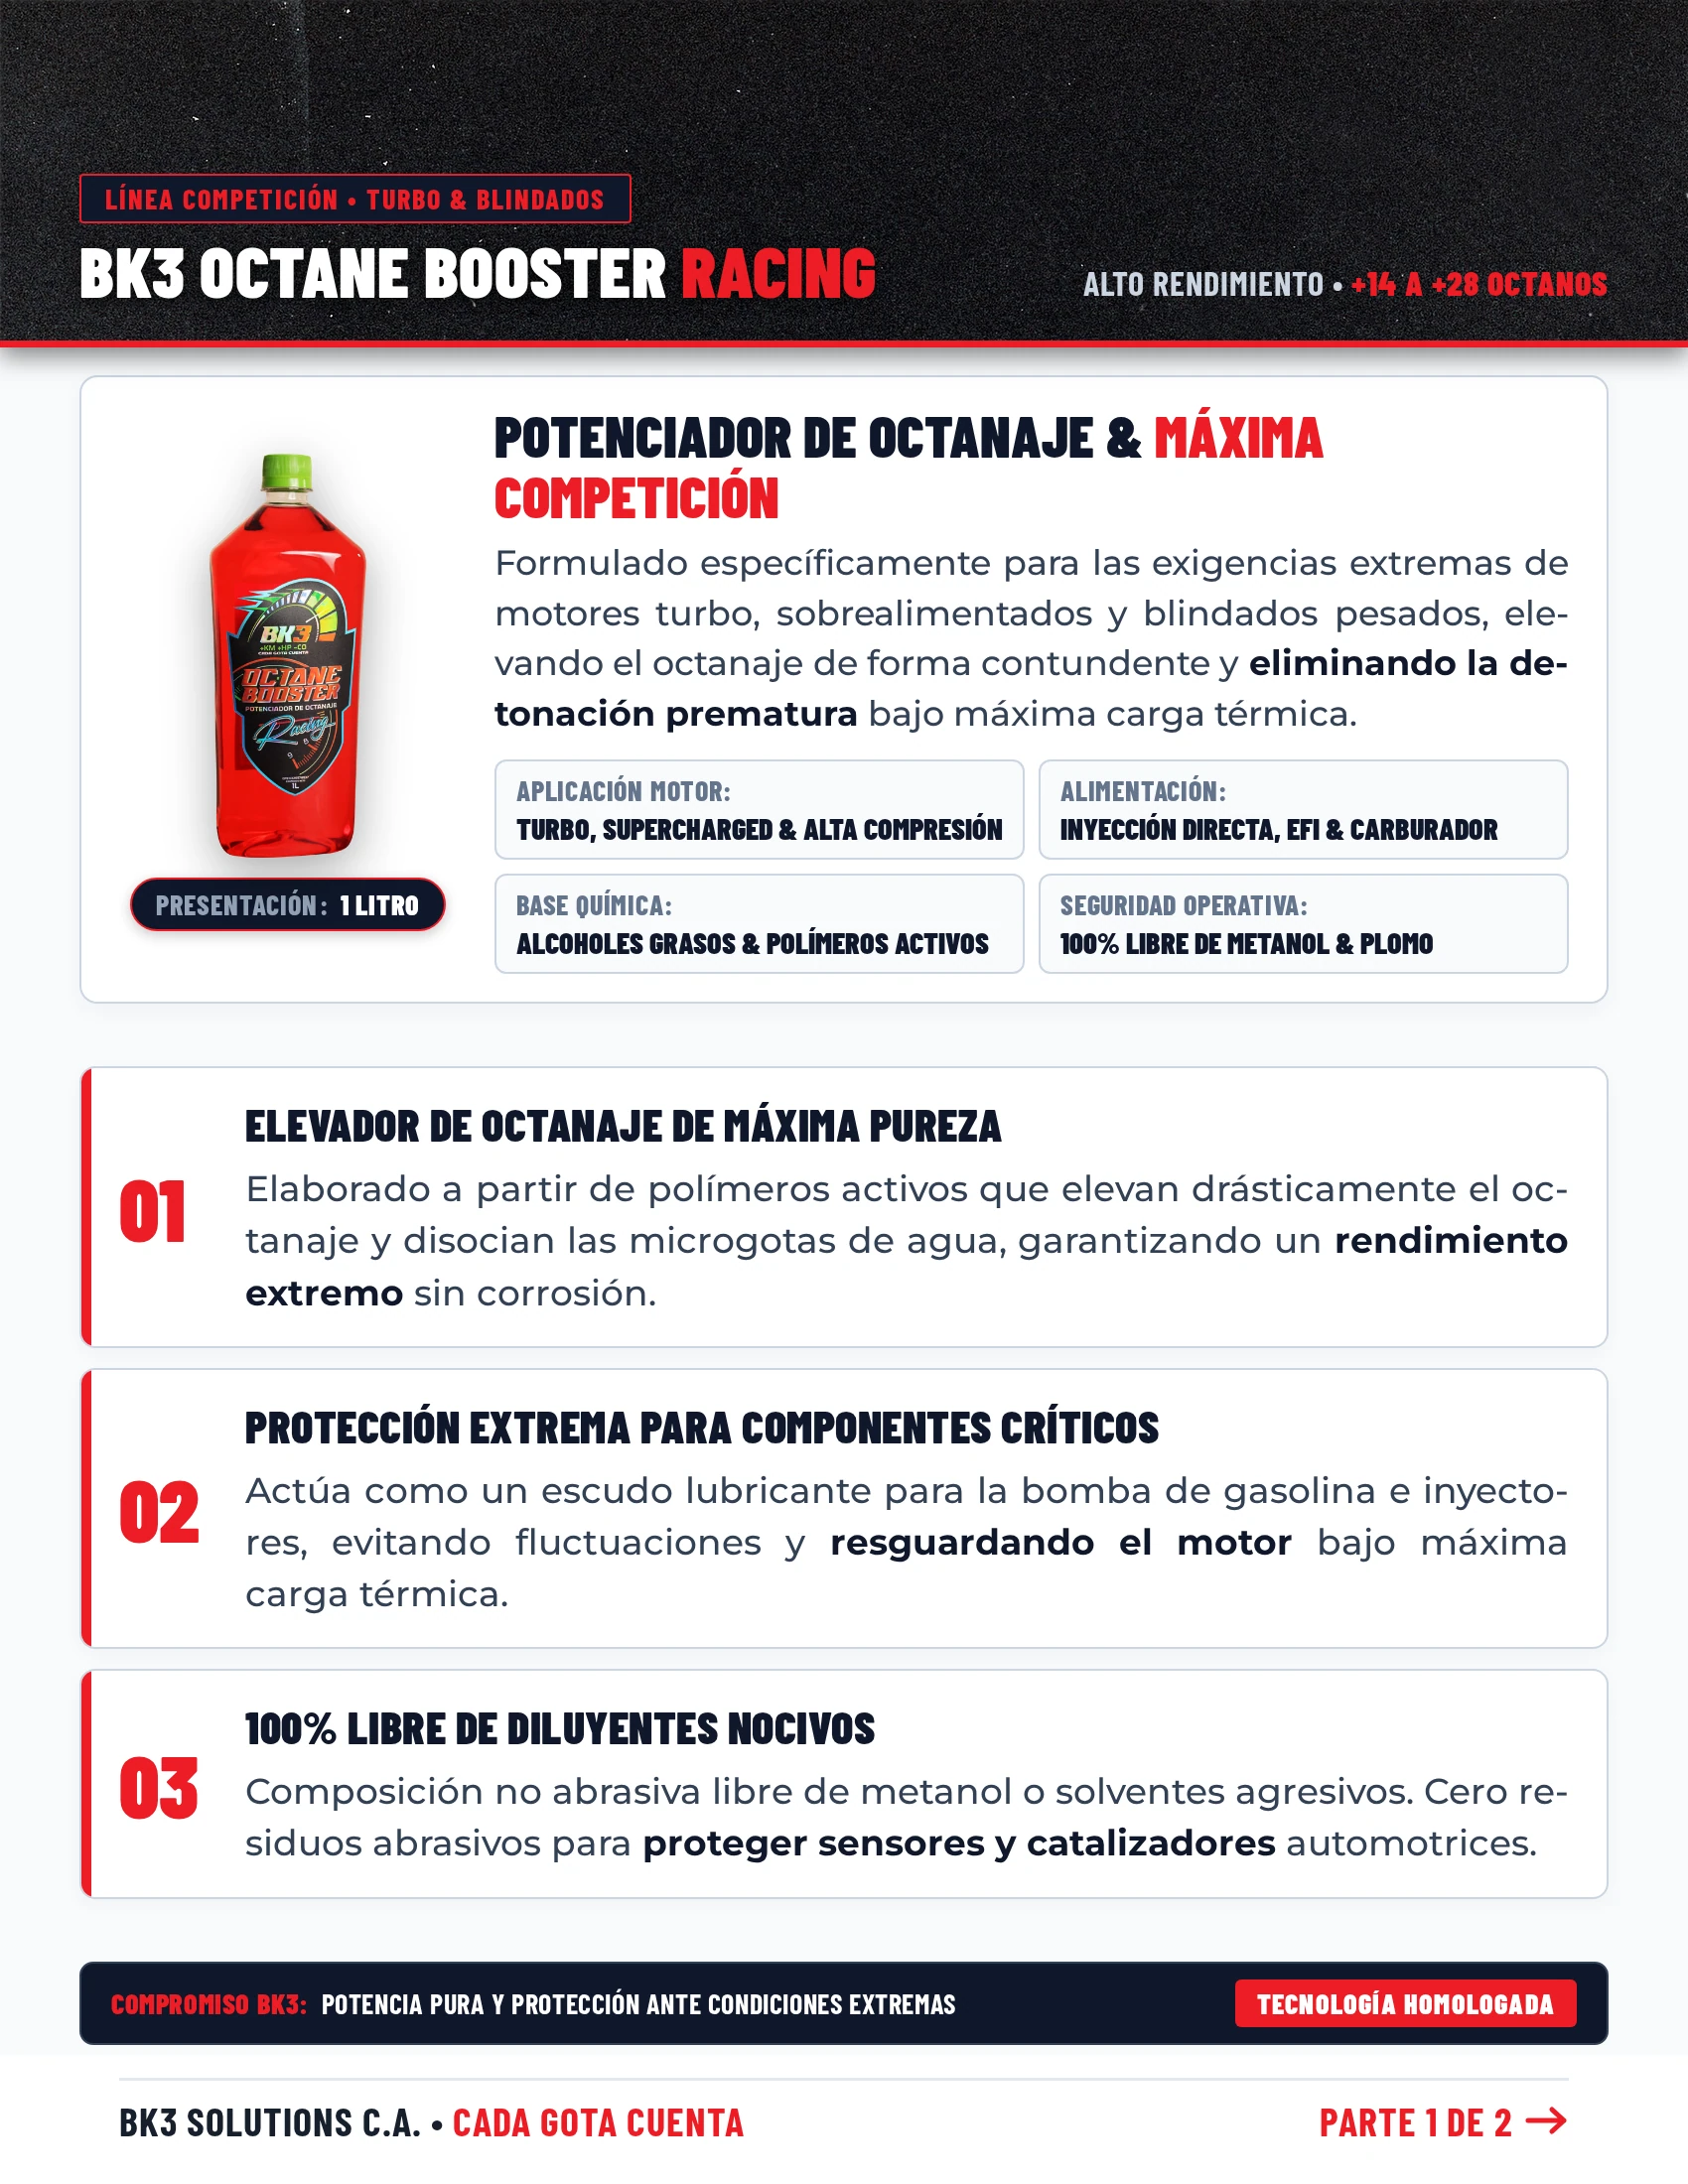 LÍNEA COMPETICIÓN • TURBO & BLINDADOS
BK3 OCTANE BOOSTER RACING
ALTO RENDIMIENTO • +14 A +28 OCTANOS
POTENCIADOR DE OCTANAJE & MÁXIMA
COMPETICIÓN
Formulado específicamente para las exigencias extremas de
motores turbo, sobrealimentados y blindados pesados, ele-
vando el octanaje de forma contundente y eliminando la de-
tonación prematura bajo máxima carga térmica.
BK3
+KM +HP -CO
CADA GOTA CUENTA
OCTANE
BOOSTER
POTENCIADOR DE OCTANAJE
Racing
1L
PRESENTACIÓN: 1 LITRO
APLICACIÓN MOTOR:
TURBO, SUPERCHARGED & ALTA COMPRESIÓN
ALIMENTACIÓN:
INYECCIÓN DIRECTA, EFI & CARBURADOR
BASE QUÍMICA:
ALCOHOLES GRASOS & POLÍMEROS ACTIVOS
SEGURIDAD OPERATIVA:
100% LIBRE DE METANOL & PLOMO
01
ELEVADOR DE OCTANAJE DE MÁXIMA PUREZA
Elaborado a partir de polímeros activos que elevan drásticamente el oc-
tanaje y disocian las microgotas de agua, garantizando un rendimiento
extremo sin corrosión.
02
PROTECCIÓN EXTREMA PARA COMPONENTES CRÍTICOS
Actúa como un escudo lubricante para la bomba de gasolina e inyecto-
res, evitando fluctuaciones y resguardando el motor bajo máxima
carga térmica.
03
100% LIBRE DE DILUYENTES NOCIVOS
Composición no abrasiva libre de metanol o solventes agresivos. Cero re-
siduos abrasivos para proteger sensores y catalizadores automotrices.
COMPROMISO BK3: POTENCIA PURA Y PROTECCIÓN ANTE CONDICIONES EXTREMAS
TECNOLOGÍA HOMOLOGADA
BK3 SOLUTIONS C.A. • CADA GOTA CUENTA
PARTE 1 DE 2 →